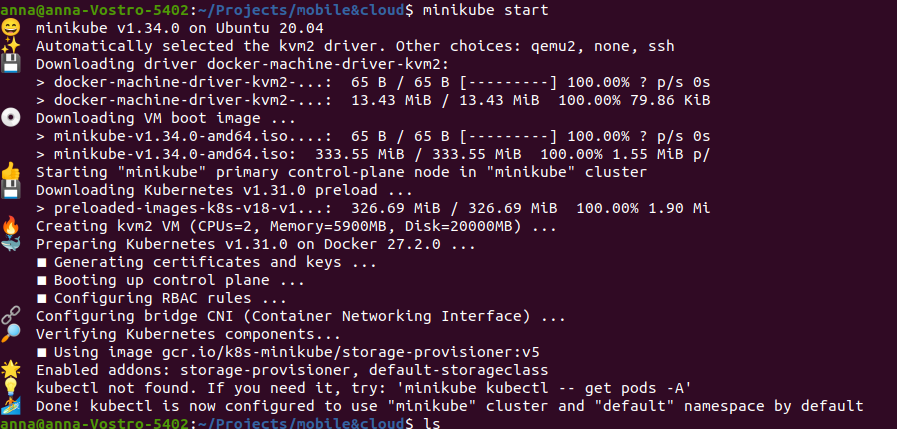 anna@anna-Vostro-5402:~/Projects/mobile&cloud$ minikube start
😄 minikube v1.34.0 on Ubuntu 20.04
✨ Automatically selected the kvm2 driver. Other choices: qemu2, none, ssh
💾 Downloading driver docker-machine-driver-kvm2:
> docker-machine-driver-kvm2-...: 65 B / 65 B [---------] 100.00% ? p/s 0s
> docker-machine-driver-kvm2-...: 13.43 MiB / 13.43 MiB 100.00% 79.86 KiB
💿 Downloading VM boot image ...
> minikube-v1.34.0-amd64.iso....: 65 B / 65 B [---------] 100.00% ? p/s 0s
> minikube-v1.34.0-amd64.iso: 333.55 MiB / 333.55 MiB 100.00% 1.55 MiB p/
👍 Starting "minikube" primary control-plane node in "minikube" cluster
💾 Downloading Kubernetes v1.31.0 preload ...
> preloaded-images-k8s-v18-v1...: 326.69 MiB / 326.69 MiB 100.00% 1.90 Mi
🔥 Creating kvm2 VM (CPUs=2, Memory=5900MB, Disk=20000MB) ...
🐳 Preparing Kubernetes v1.31.0 on Docker 27.2.0 ...
■ Generating certificates and keys ...
■ Booting up control plane ...
■ Configuring RBAC rules ...
🔗 Configuring bridge CNI (Container Networking Interface) ...
🔎 Verifying Kubernetes components...
■ Using image gcr.io/k8s-minikube/storage-provisioner:v5
🌟 Enabled addons: storage-provisioner, default-storageclass
💡 kubectl not found. If you need it, try: 'minikube kubectl -- get pods -A'
🏄 Done! kubectl is now configured to use "minikube" cluster and "default" namespace by default
anna@anna-Vostro-5402:~/Projects/mobile&cloud$ ls